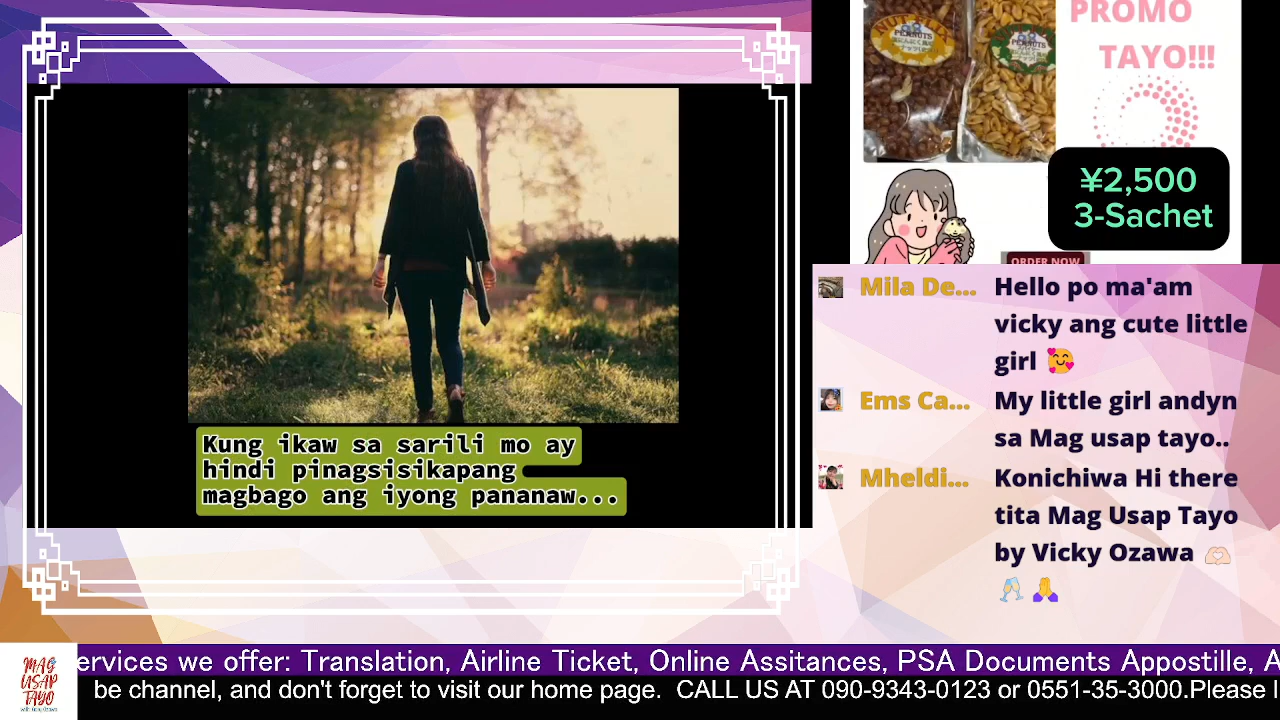 PROMO
TAYO!!!
PEANUTS
PEANUTS
¥2,500
3-Sachet
ORDER NOW
Kung ikaw sa sarili mo ay
hindi pinagsisikapang
magbago ang iyong pananaw...
Mila De... Hello po ma'am
vicky ang cute little
girl 🥰
Ems Ca... My little girl andyn
sa Mag usap tayo..
Mheldi... Konichiwa Hi there
tita Mag Usap Tayo
by Vicky Ozawa 🫶🏻
🥂 🙏
MAG
USAP
TAYO
ervices we offer: Translation, Airline Ticket, Online Assitances, PSA Documents Appostille, A
be channel, and don't forget to visit our home page. CALL US AT 090-9343-0123 or 0551-35-3000.Please l